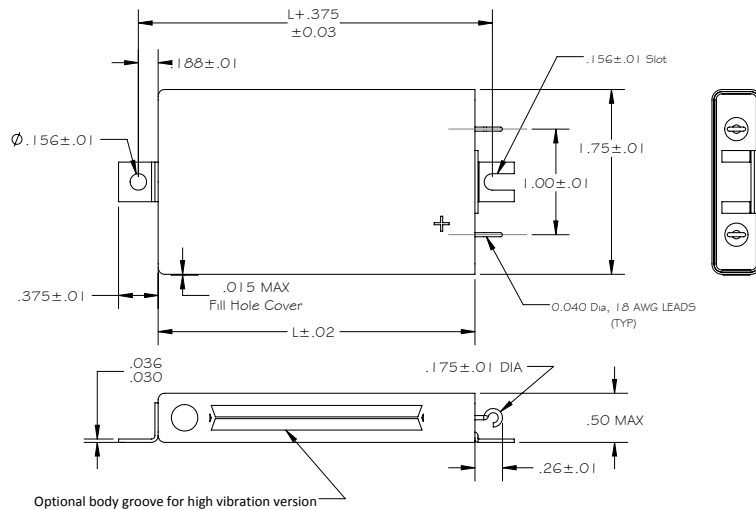 L+.375
±0.03
.188±.01
.156±.01 Slot
Ø.156±.01
1.75±.01
1.00±.01
+
.015 MAX
Fill Hole Cover
.375±.01
0.040 Dia, 18 AWG LEADS
(TYP)
L±.02
.036
.030
.175±.01 DIA
.50 MAX
.26±.01
Optional body groove for high vibration version